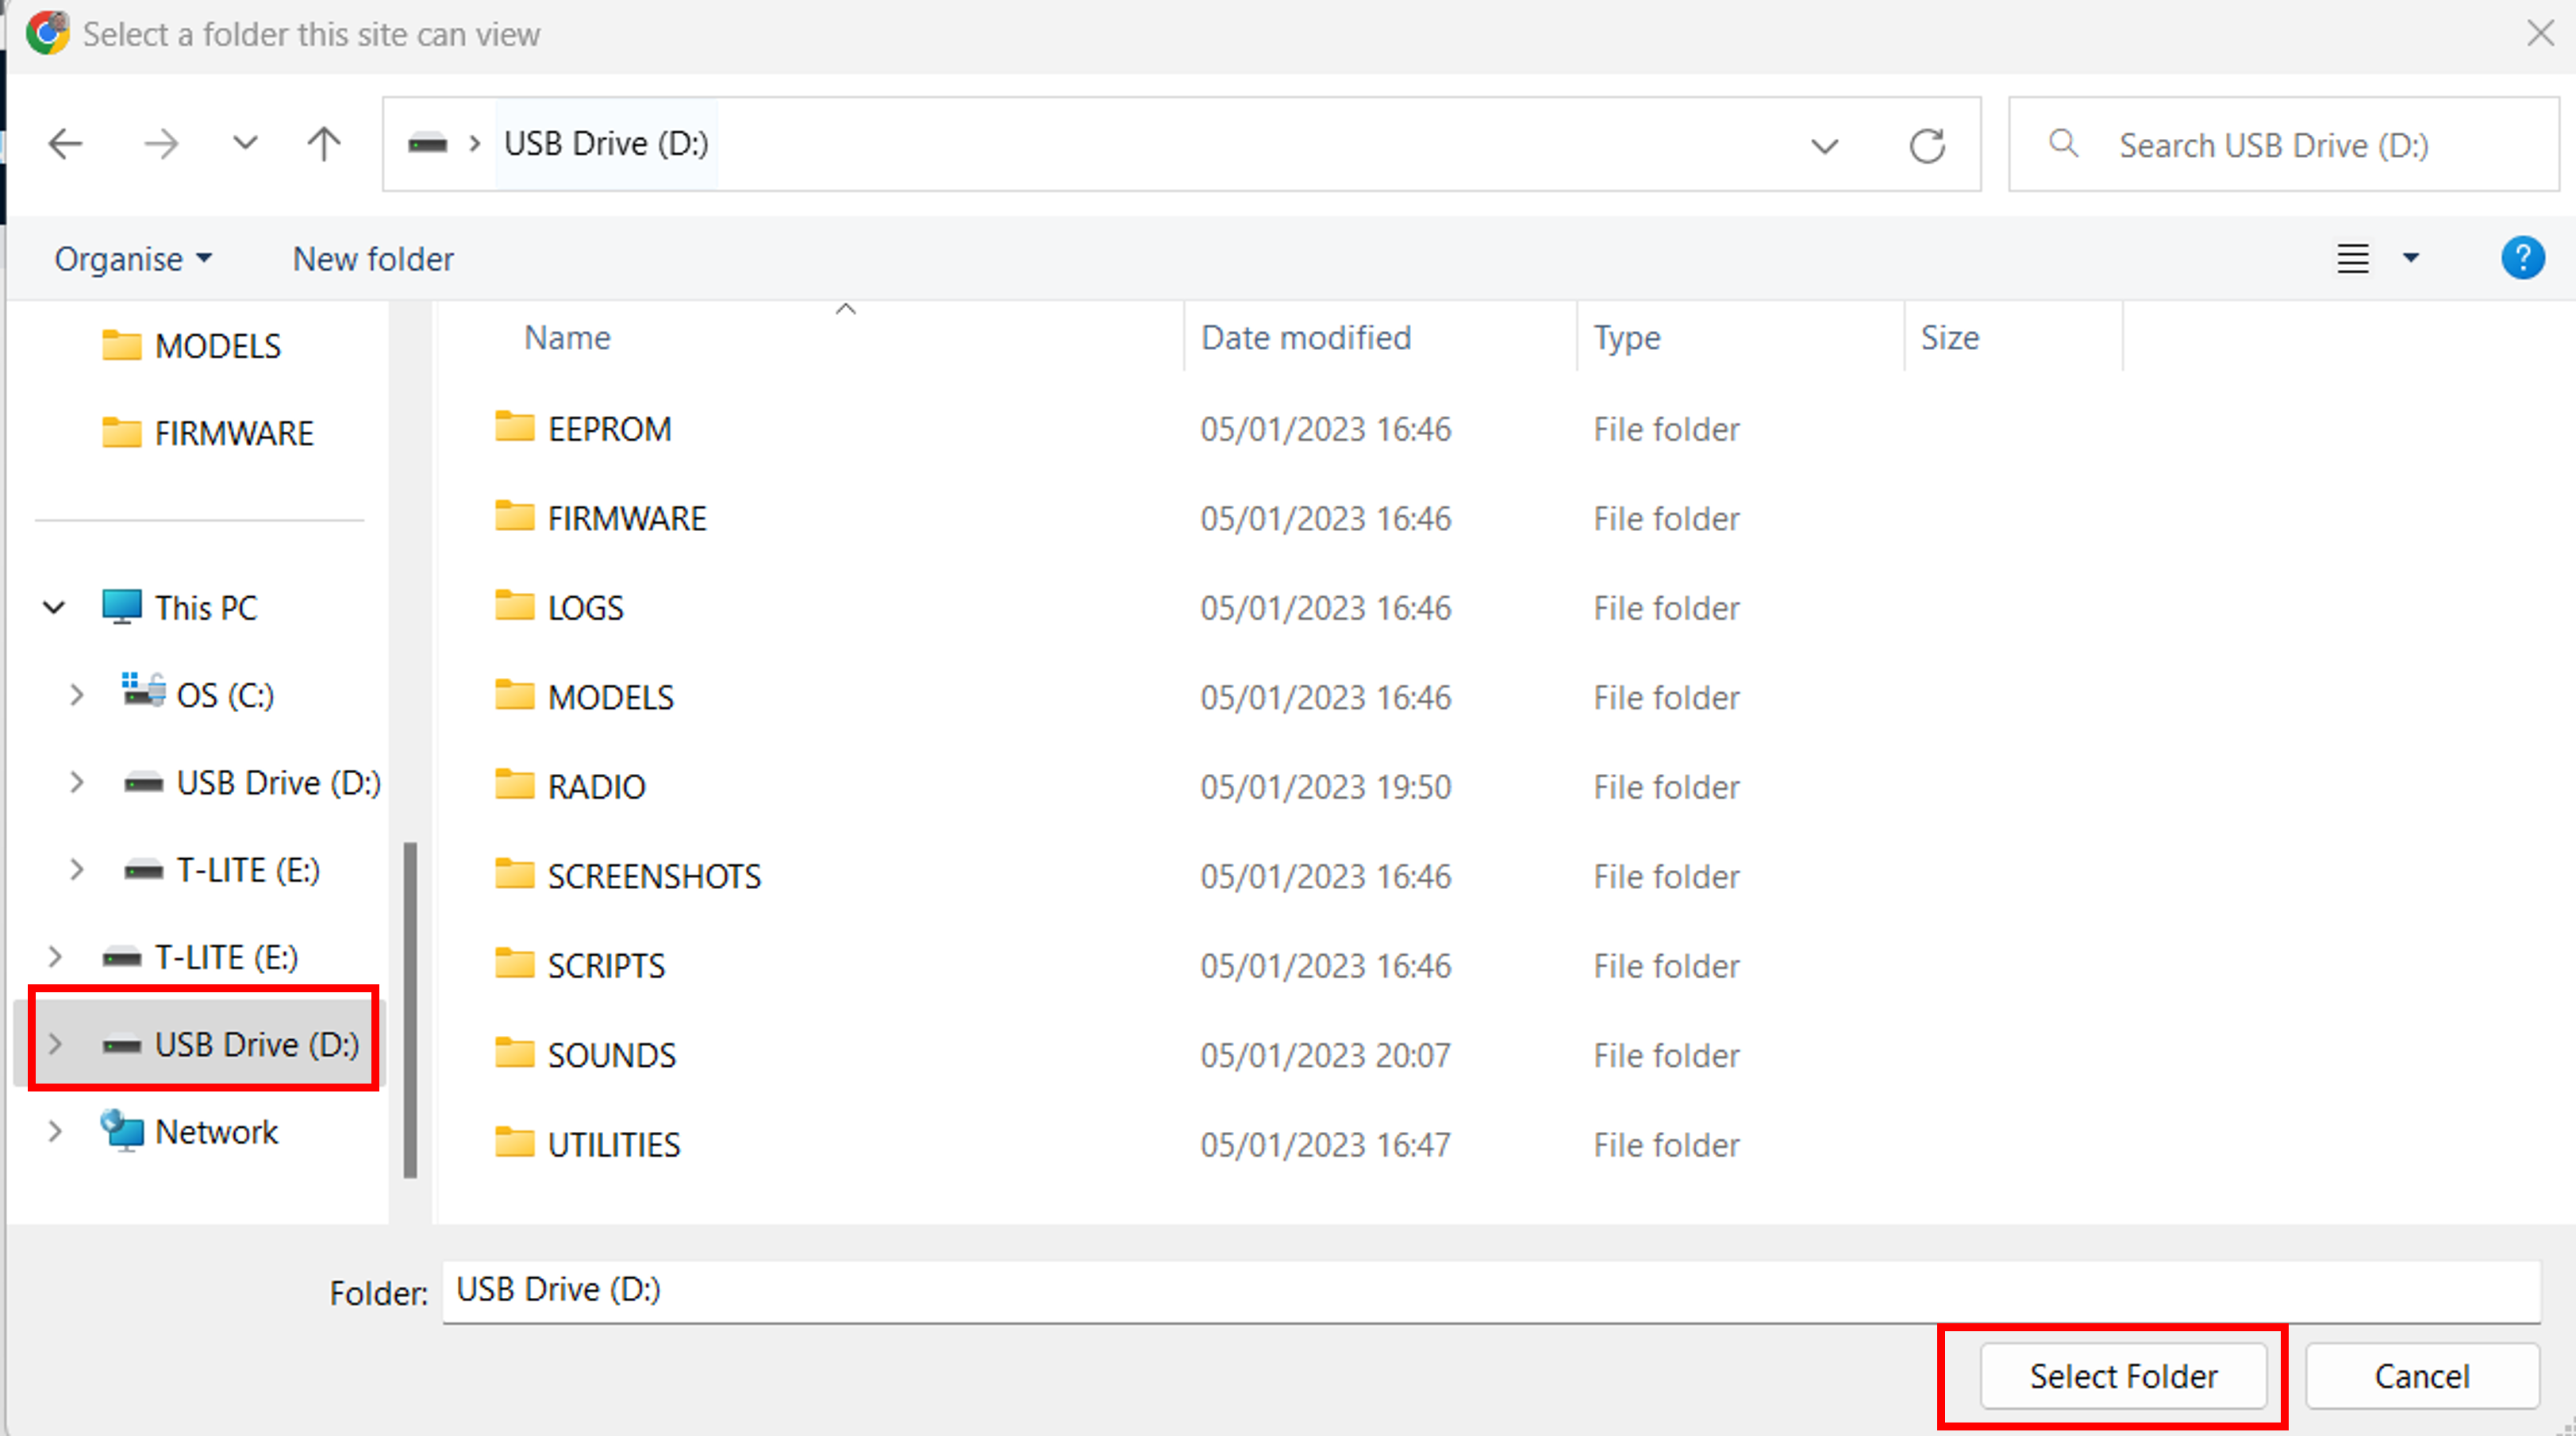 Select a folder this site can view
USB Drive (D:)
Search USB Drive (D:)
Organise
New folder
?
MODELS
FIRMWARE
This PC
OS (C:)
USB Drive (D:)
T-LITE (E:)
T-LITE (E:)
USB Drive (D:)
Network
Name Date modified Type Size
EEPROM 05/01/2023 16:46 File folder
FIRMWARE 05/01/2023 16:46 File folder
LOGS 05/01/2023 16:46 File folder
MODELS 05/01/2023 16:46 File folder
RADIO 05/01/2023 19:50 File folder
SCREENSHOTS 05/01/2023 16:46 File folder
SCRIPTS 05/01/2023 16:46 File folder
SOUNDS 05/01/2023 20:07 File folder
UTILITIES 05/01/2023 16:47 File folder
Folder: USB Drive (D:)
Select Folder
Cancel